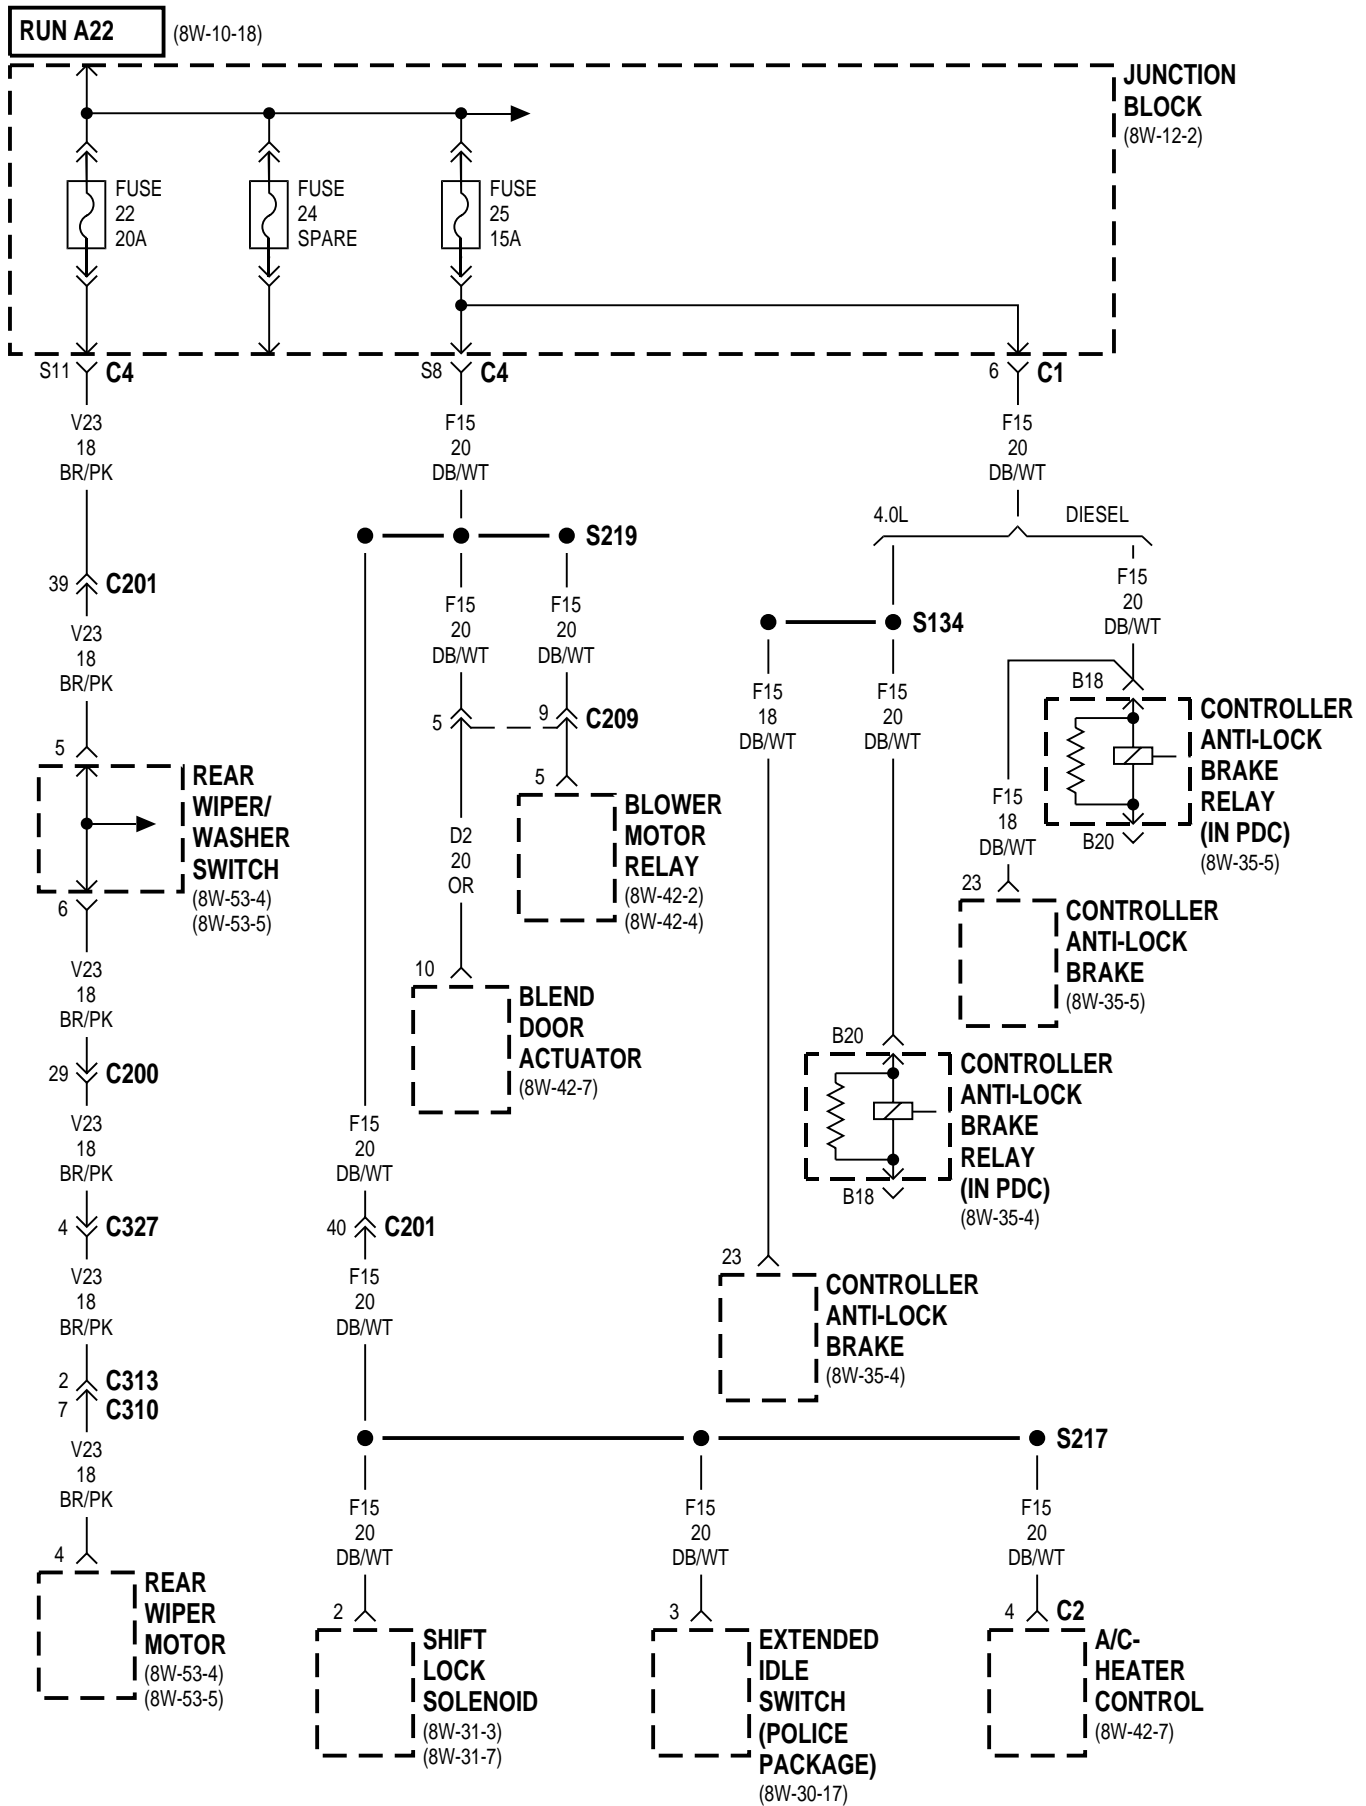 RUN A22
(8W-10-18)
JUNCTION
BLOCK
(8W-12-2)
FUSE
22
20A
FUSE
24
SPARE
FUSE
25
15A
S11
C4
S8
C4
6
C1
V23
18
BR/PK
F15
20
DB/WT
F15
20
DB/WT
4.0L
DIESEL
S219
39
C201
F15
20
DB/WT
F15
20
DB/WT
F15
20
DB/WT
S134
V23
18
BR/PK
F15
18
DB/WT
F15
20
DB/WT
B18
CONTROLLER
ANTI-LOCK
BRAKE
RELAY
(IN PDC)
(8W-35-5)
B20
5
9
C209
5
REAR
WIPER/
WASHER
SWITCH
(8W-53-4)
(8W-53-5)
6
5
BLOWER
MOTOR
RELAY
(8W-42-2)
(8W-42-4)
D2
20
OR
F15
18
DB/WT
23
CONTROLLER
ANTI-LOCK
BRAKE
(8W-35-5)
V23
18
BR/PK
10
BLEND
DOOR
ACTUATOR
(8W-42-7)
29
C200
B20
CONTROLLER
ANTI-LOCK
BRAKE
RELAY
(IN PDC)
(8W-35-4)
B18
V23
18
BR/PK
F15
20
DB/WT
4
C327
40
C201
V23
18
BR/PK
F15
20
DB/WT
23
CONTROLLER
ANTI-LOCK
BRAKE
(8W-35-4)
2
C313
7
C310
S217
V23
18
BR/PK
F15
20
DB/WT
F15
20
DB/WT
F15
20
DB/WT
4
REAR
WIPER
MOTOR
(8W-53-4)
(8W-53-5)
2
SHIFT
LOCK
SOLENOID
(8W-31-3)
(8W-31-7)
3
EXTENDED
IDLE
SWITCH
(POLICE
PACKAGE)
(8W-30-17)
4
C2
A/C-
HEATER
CONTROL
(8W-42-7)